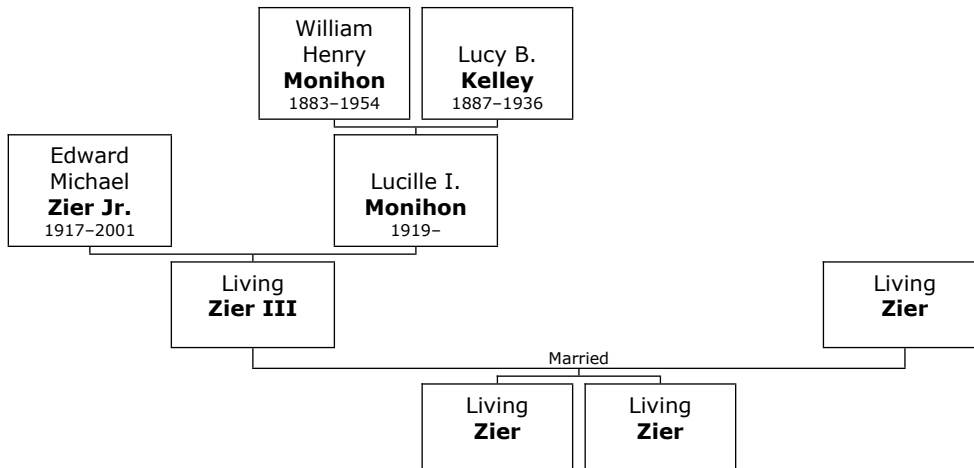 William
Henry
Monihon
1883–1954
Lucy B.
Kelley
1887–1936
Edward
Michael
Zier Jr.
1917–2001
Lucille I.
Monihon
1919–
Living
Zier III
Living
Zier
Married
Living
Zier
Living
Zier